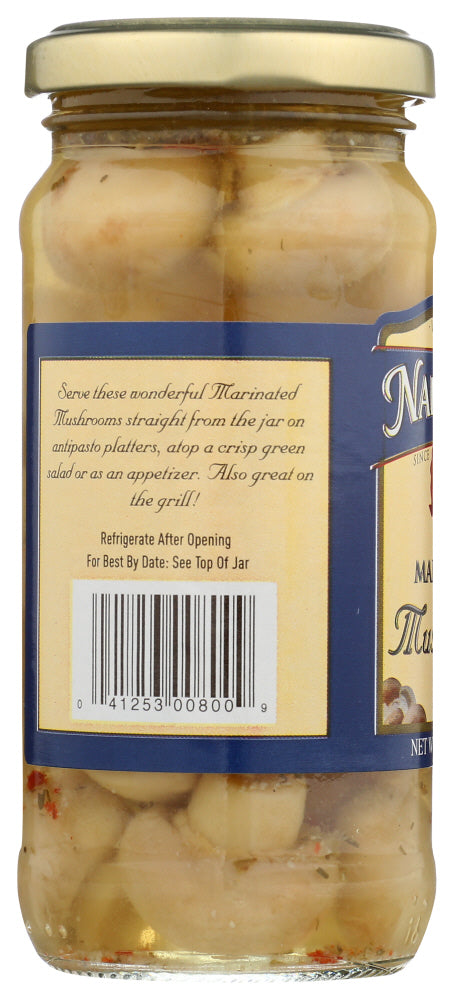 Serve these wonderful Marinated
Mushrooms straight from the jar on
antipasto platters, atop a crisp green
salad or as an appetizer. Also great on
the grill!
Refrigerate After Opening
For Best By Date: See Top Of Jar
0 41253 00800 9
SINCE
NET